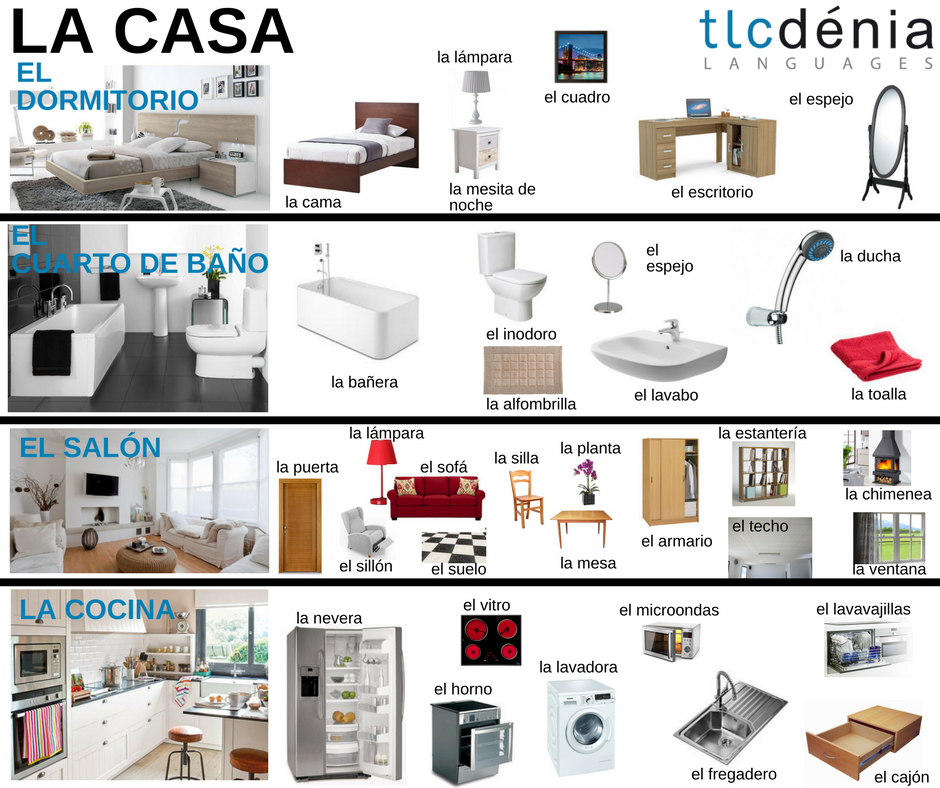 LA CASA
tlcdénia
LANGUAGES
EL
DORMITORIO
la lámpara
el cuadro
el espejo
la cama
la mesita de
noche
el escritorio
EL
CUARTO DE BAÑO
el
espejo
la ducha
el inodoro
la bañera
la alfombrilla
el lavabo
la toalla
EL SALÓN
la lámpara
la estantería
la puerta
el sofá
la silla
la planta
la chimenea
el techo
el armario
el sillón
el suelo
la mesa
la ventana
LA COCINA
la nevera
el vitro
el microondas
el lavavajillas
la lavadora
el horno
el fregadero
el cajón